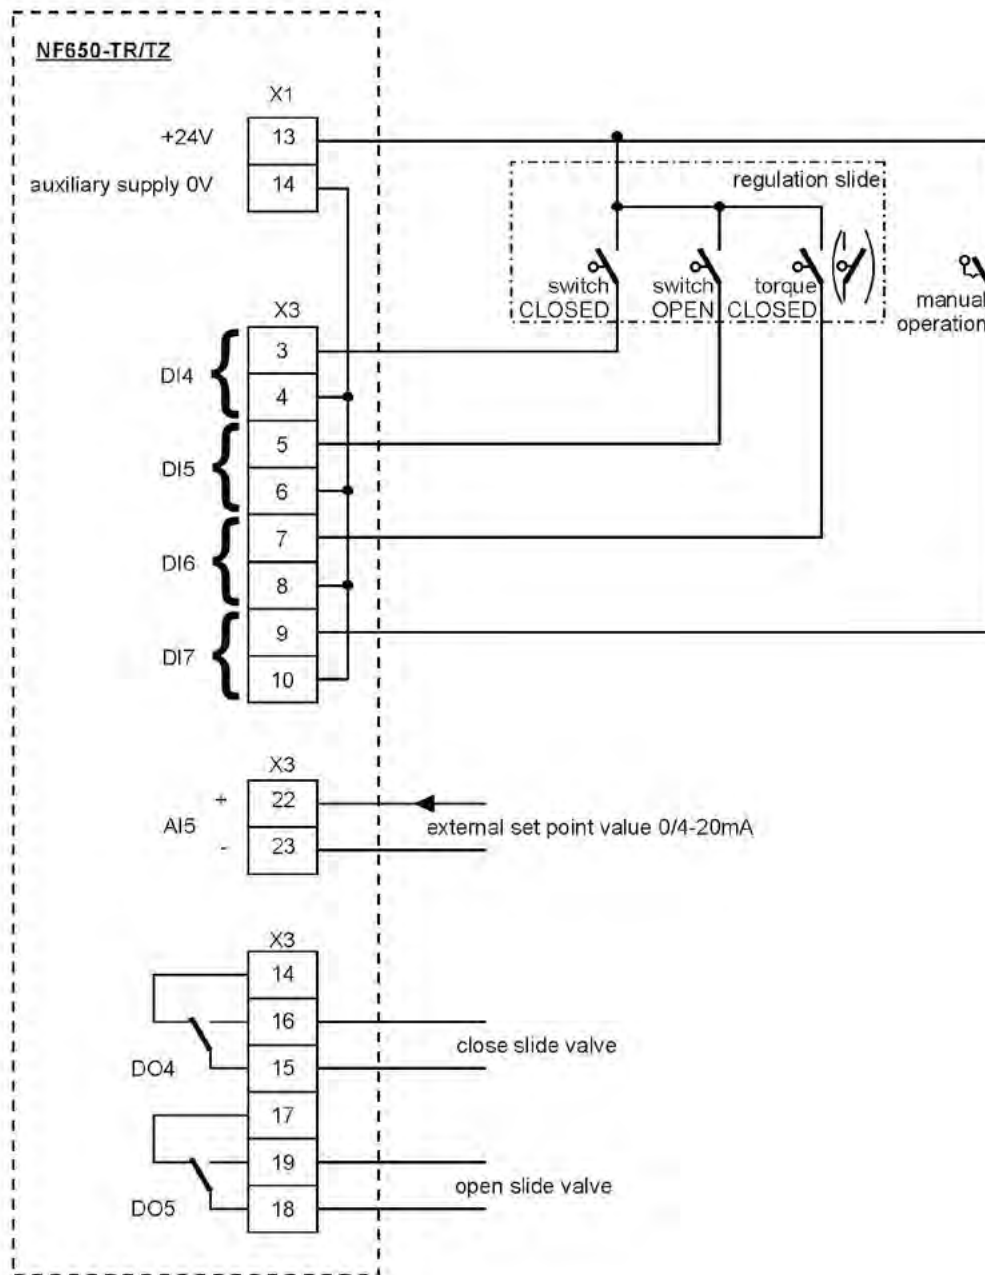 NF650-TR/TZ
X1
+24V
13
auxiliary supply 0V
14
regulation slide
switch
CLOSED
switch
OPEN
torque
CLOSED
manual
operation
X3
DI4
3
4
DI5
5
6
DI6
7
8
DI7
9
10
X3
AI5
+
22
external set point value 0/4-20mA
-
23
X3
14
16
close slide valve
DO4
15
17
19
open slide valve
DO5
18